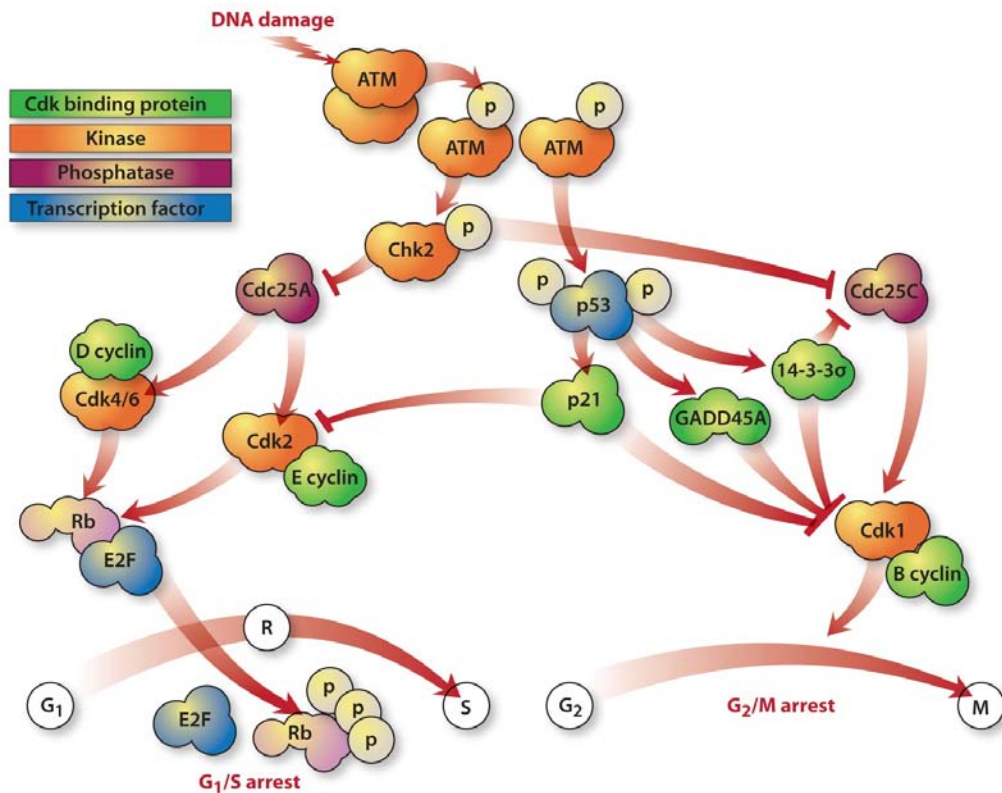 DNA damage
ATM
p
p
ATM
ATM
Cdk binding protein
Kinase
Phosphatase
Transcription factor
p
Chk2
Cdc25A
p
p53
p
Cdc25C
D cyclin
Cdk4/6
p21
14-3-3σ
GADD45A
Cdk2
E cyclin
Rb
E2F
Cdk1
B cyclin
R
G1
S
G2
M
G2/M arrest
E2F
Rb
p
p
p
G1/S arrest